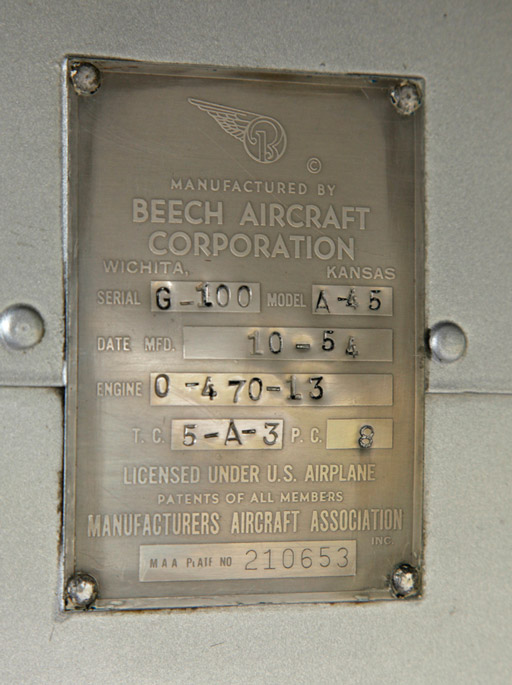 B
©
MANUFACTURED BY
BEECH AIRCRAFT
CORPORATION
WICHITA, KANSAS
SERIAL G-100 MODEL A-45
DATE MFD. 10-54
ENGINE O-470-13
T. C. 5-A-3 P. C. 8
LICENSED UNDER U.S. AIRPLANE
PATENTS OF ALL MEMBERS
MANUFACTURERS AIRCRAFT ASSOCIATION
INC.
MAA PLATE NO 210653